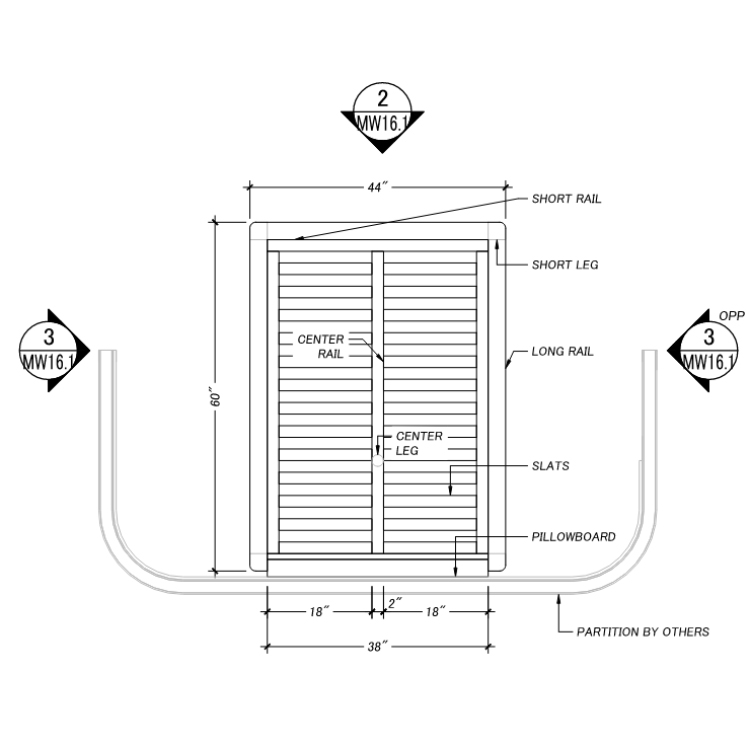 2
MW16.1
44"
SHORT RAIL
SHORT LEG
3
MW16.1
OPP
3
MW16.1
CENTER
RAIL
LONG RAIL
60"
CENTER
LEG
SLATS
PILLOWBOARD
18"
2"
18"
PARTITION BY OTHERS
38"